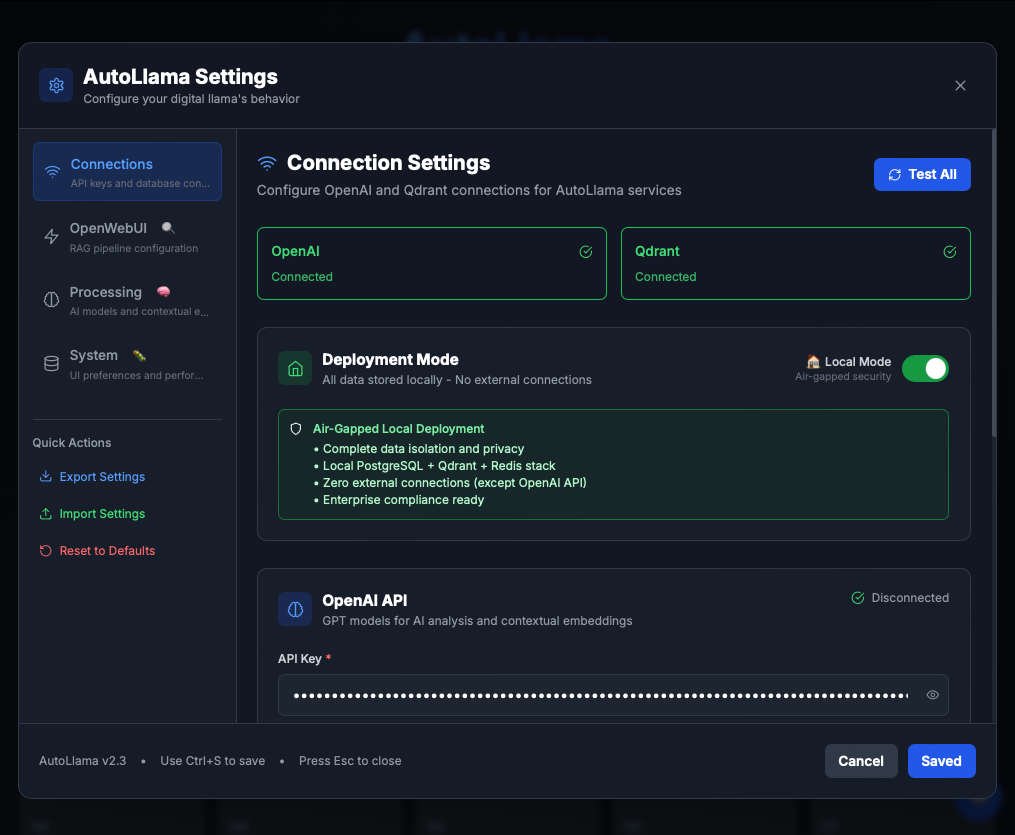 AutoLlama Settings
Configure your digital llama's behavior
Connections
API keys and database con...
OpenWebUI
RAG pipeline configuration
Processing
AI models and contextual e...
System
UI preferences and perfor...
Quick Actions
Export Settings
Import Settings
Reset to Defaults
Connection Settings
Configure OpenAI and Qdrant connections for AutoLlama services
Test All
OpenAI
Connected
Qdrant
Connected
Deployment Mode
All data stored locally - No external connections
Local Mode
Air-gapped security
Air-Gapped Local Deployment
• Complete data isolation and privacy
• Local PostgreSQL + Qdrant + Redis stack
• Zero external connections (except OpenAI API)
• Enterprise compliance ready
OpenAI API
GPT models for AI analysis and contextual embeddings
Disconnected
API Key *
AutoLlama v2.3 • Use Ctrl+S to save • Press Esc to close
Cancel
Saved